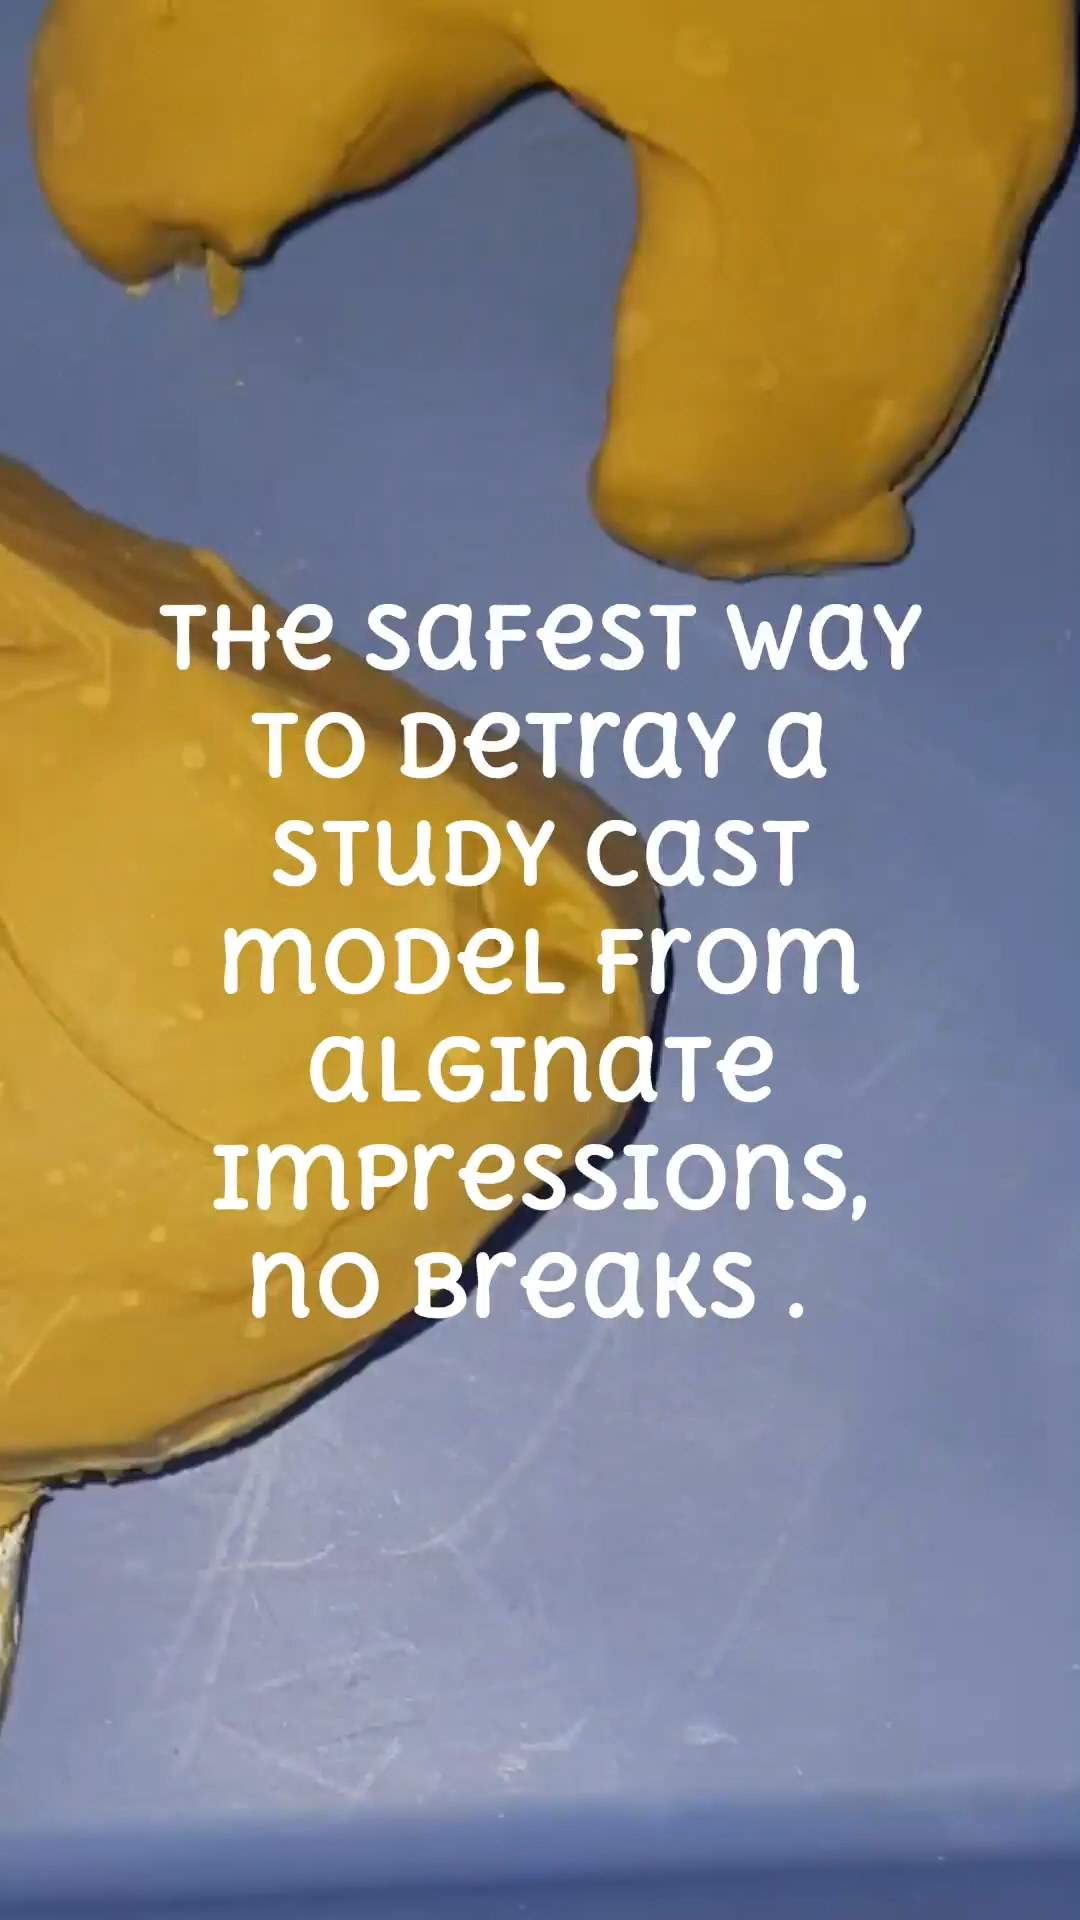 THe saFesT way
TO DeTray a
sTuDy casT
moDeL From
aLGInaTe
ImPressIons,
no Breaks .